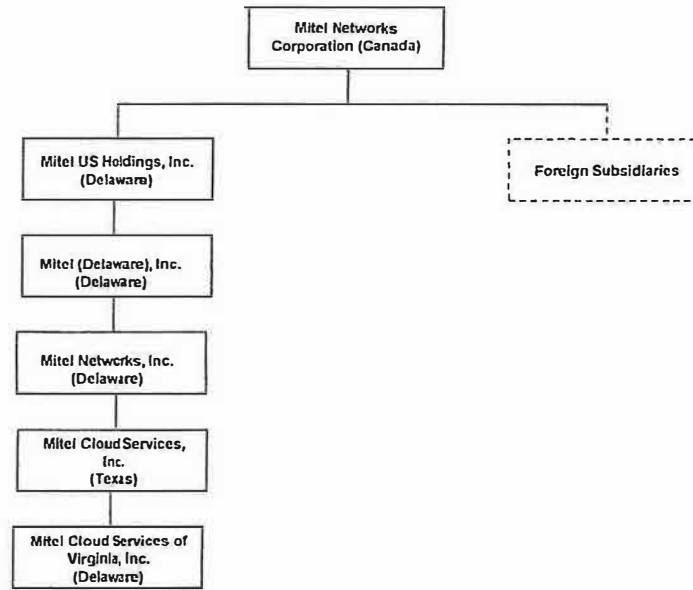 Mitel Networks
Corporation (Canada)
Mitel US Holdings, Inc.
(Delaware)
Foreign Subsidiaries
Mitel (Delaware), Inc.
(Delaware)
Mitel Networks, Inc.
(Delaware)
Mitel Cloud Services,
Inc.
(Texas)
Mitel Cloud Services of
Virginia, Inc.
(Delaware)